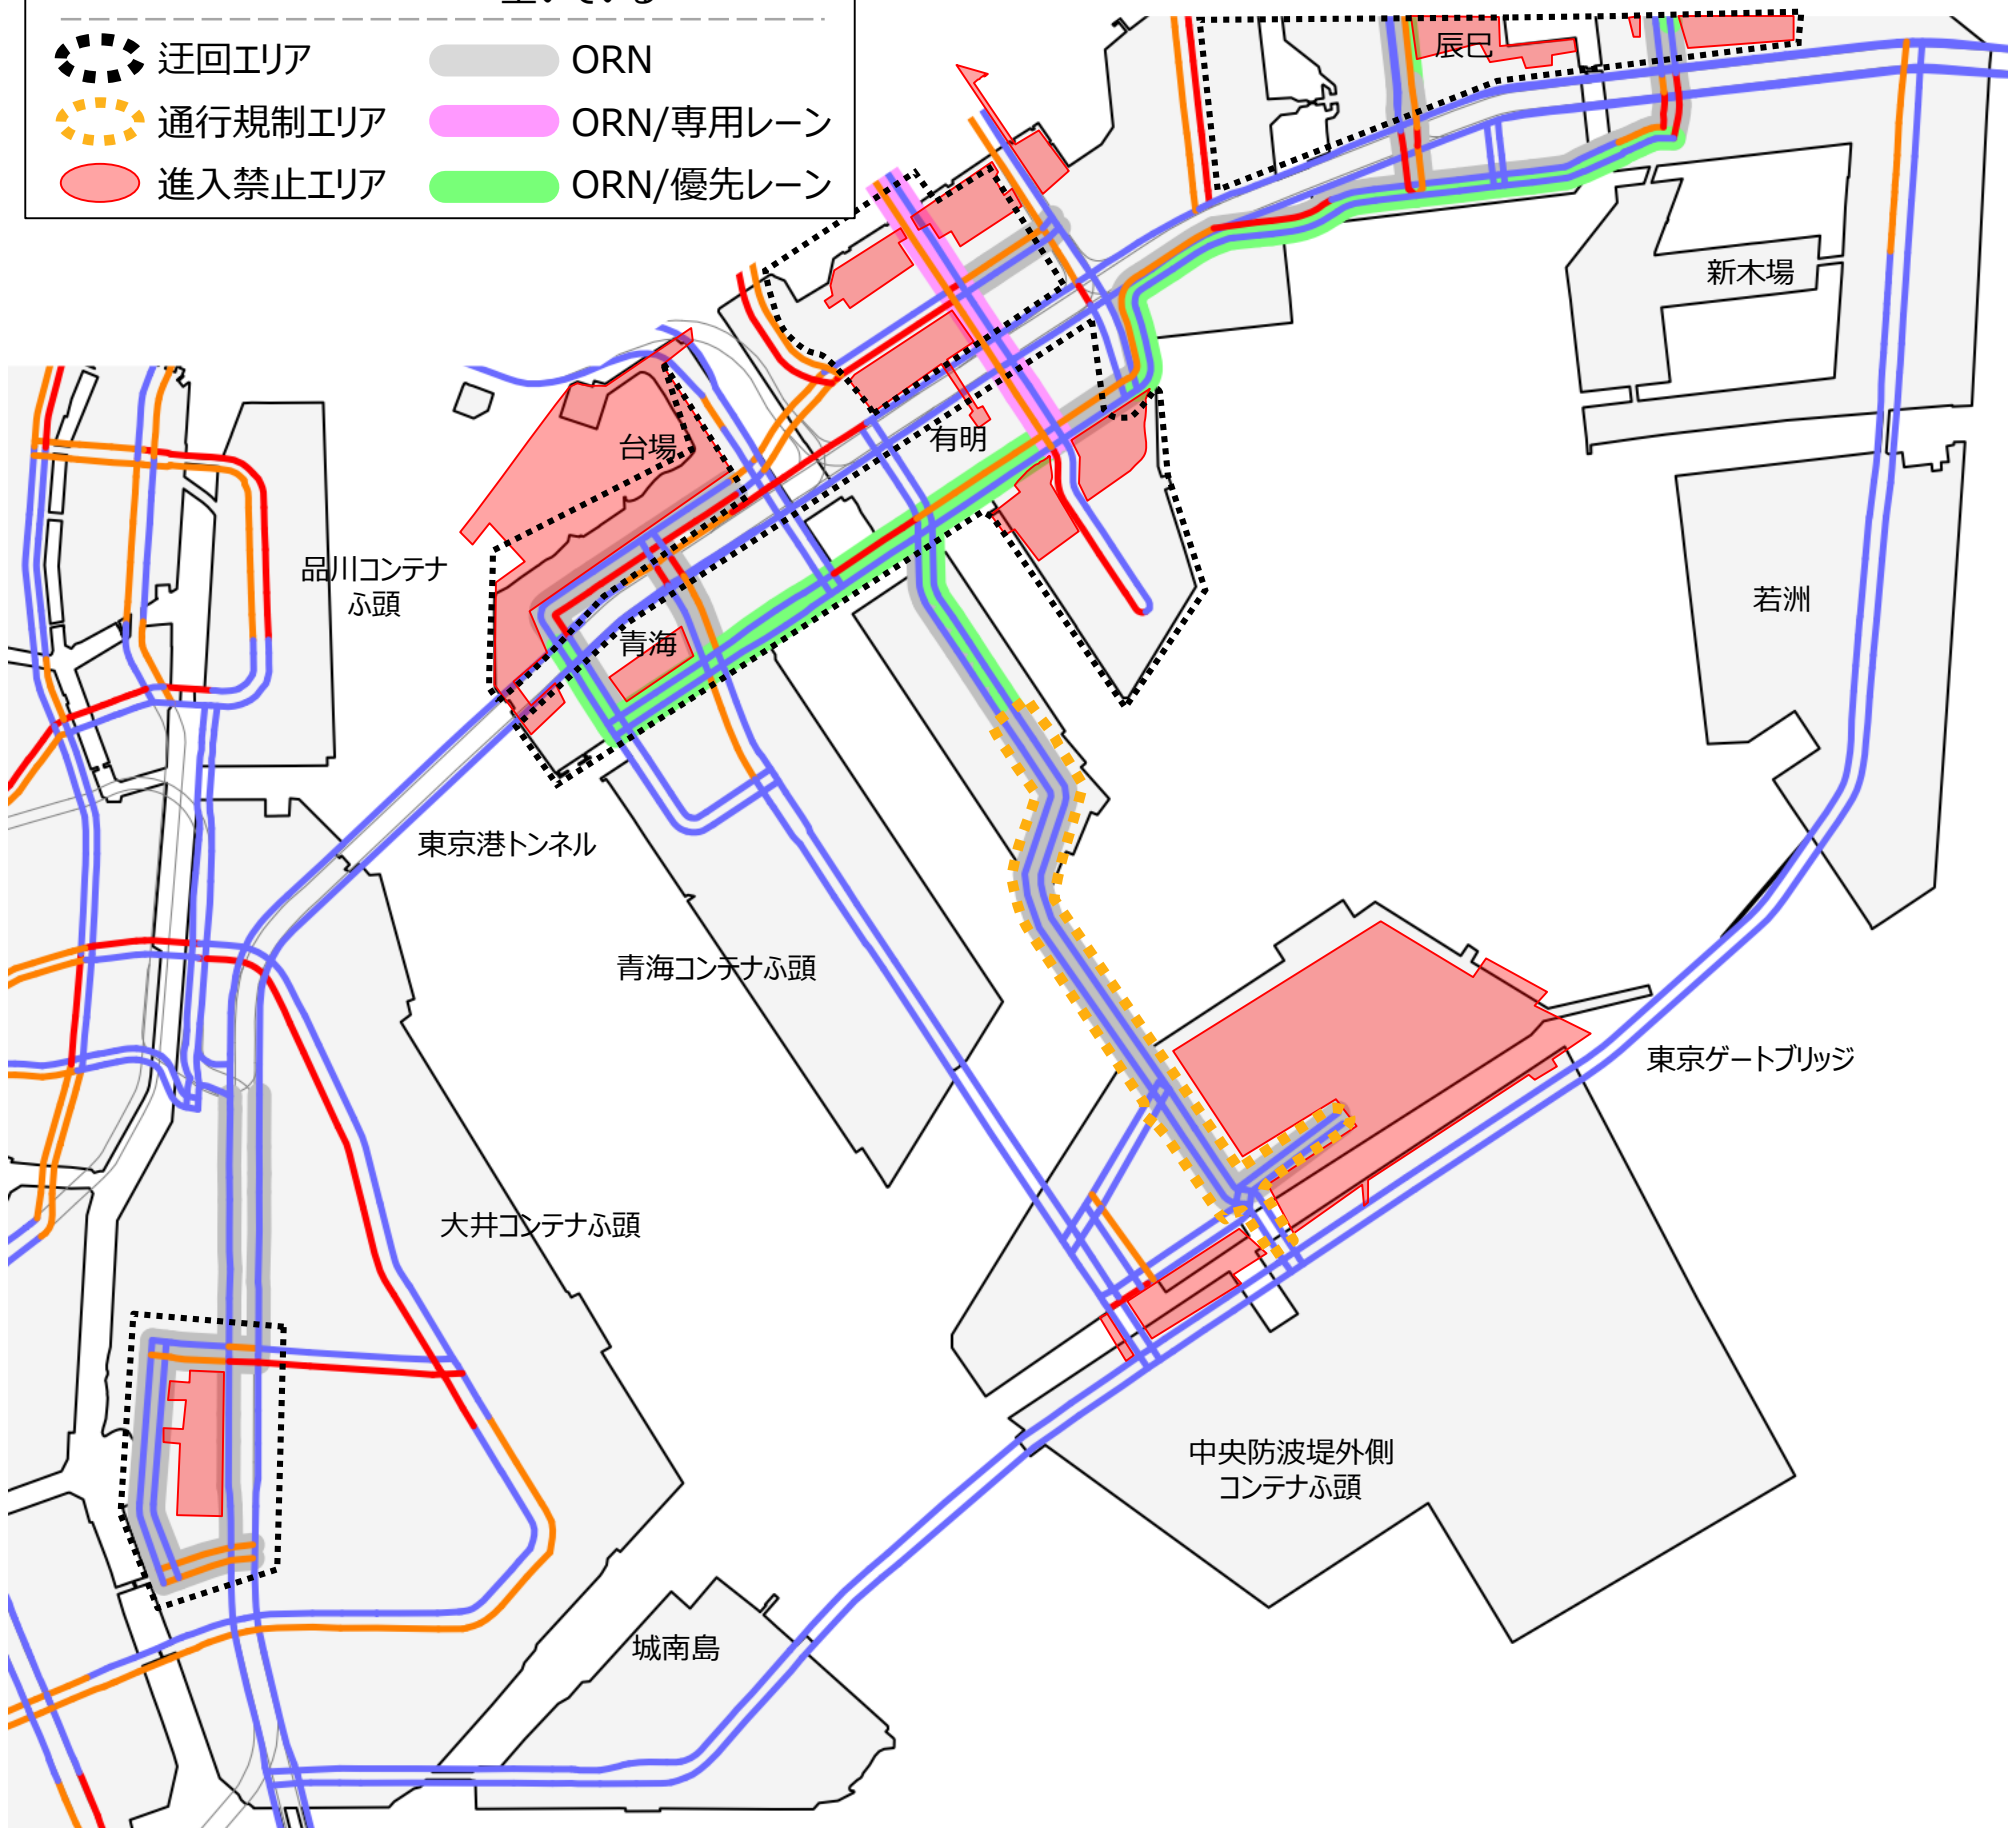 空いている
迂回エリア
ORN
通行規制エリア
ORN/専用レーン
進入禁止エリア
ORN/優先レーン
辰巳
新木場
台場
有明
品川コンテナ
ふ頭
若洲
青海
東京港トンネル
青海コンテナふ頭
東京ゲートブリッジ
大井コンテナふ頭
中央防波堤外側
コンテナふ頭
城南島